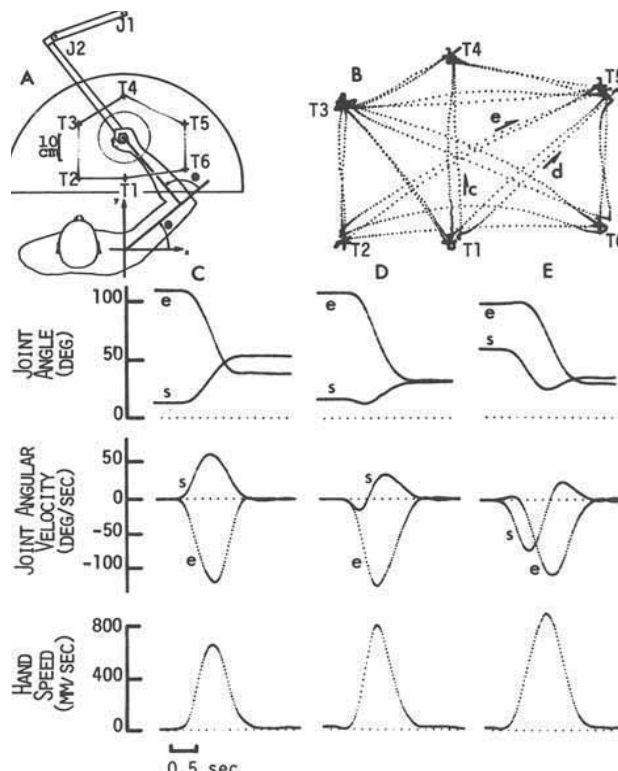 J1
J2
A
T4
T3
T5
10
cm
T6
T2
T1
y
x
e
B
T4
T5
T3
e
d
c
T2
T1
T6
C
D
E
JOINT
ANGLE
(DEG)
100
50
0
e
s
e
s
e
s
JOINT ANGULAR
VELOCITY
(DEG/SEC)
50
0
-50
-100
s
e
s
e
s
e
HAND
SPEED
(MM/SEC)
800
400
0
0.5 sec